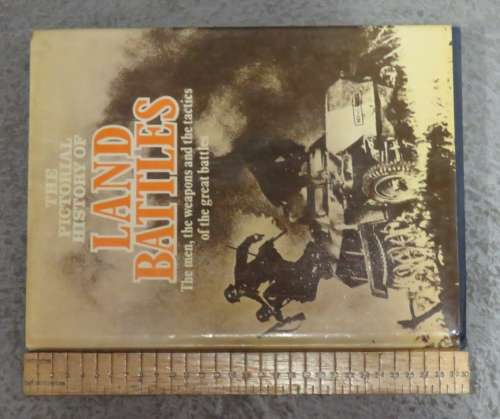 THE
PICTORIAL
HISTORY OF
LAND
BATTLES
The men, the weapons and the tactics
of the great battles